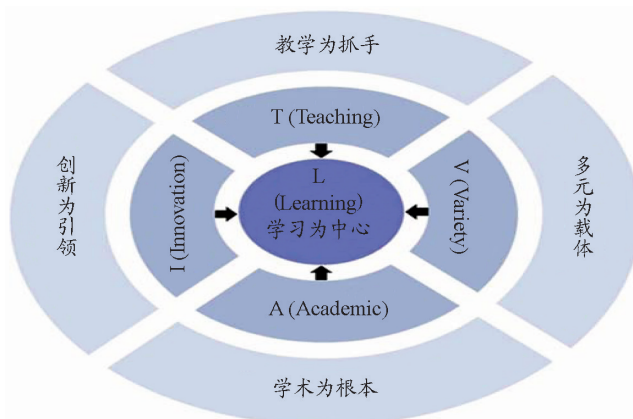 教学为抓手
T (Teaching)
创新为引领
I (Innovation)
L
(Learning)
学习为中心
V (Variety)
多元为载体
A (Academic)
学术为根本